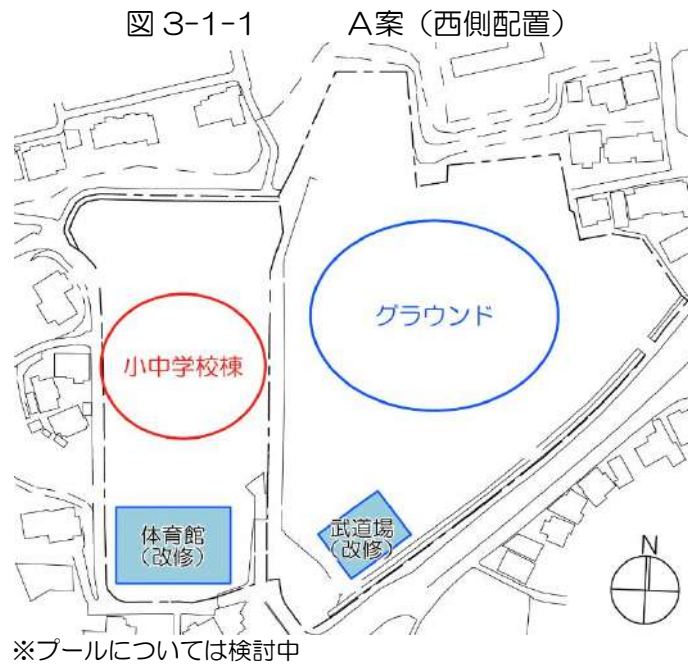 図 3-1-1 A案（西側配置）
グラウンド
小中学校棟
体育館
（改修）
武道場
（改修）
N
※プールについては検討中